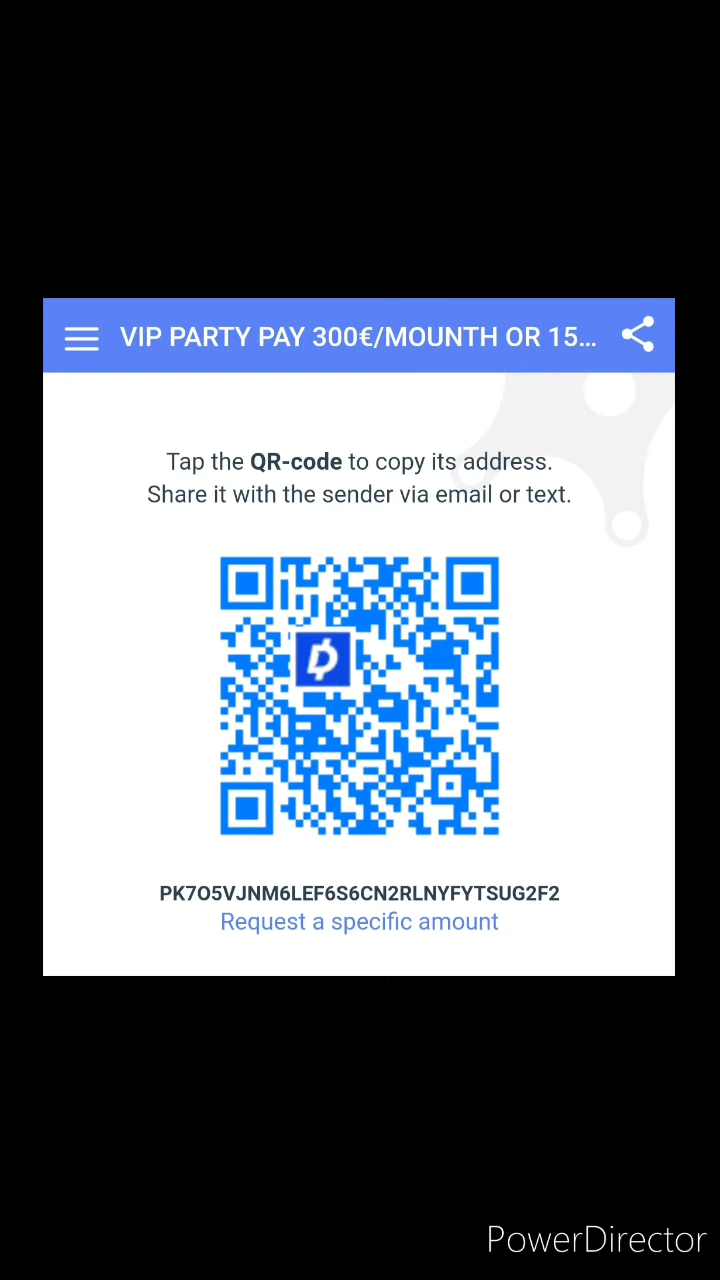 VIP PARTY PAY 300€/MOUNTH OR 15...
Tap the QR-code to copy its address.
Share it with the sender via email or text.
PK7O5VJNM6LEF6S6CN2RLNYFYTSUG2F2
Request a specific amount
PowerDirector